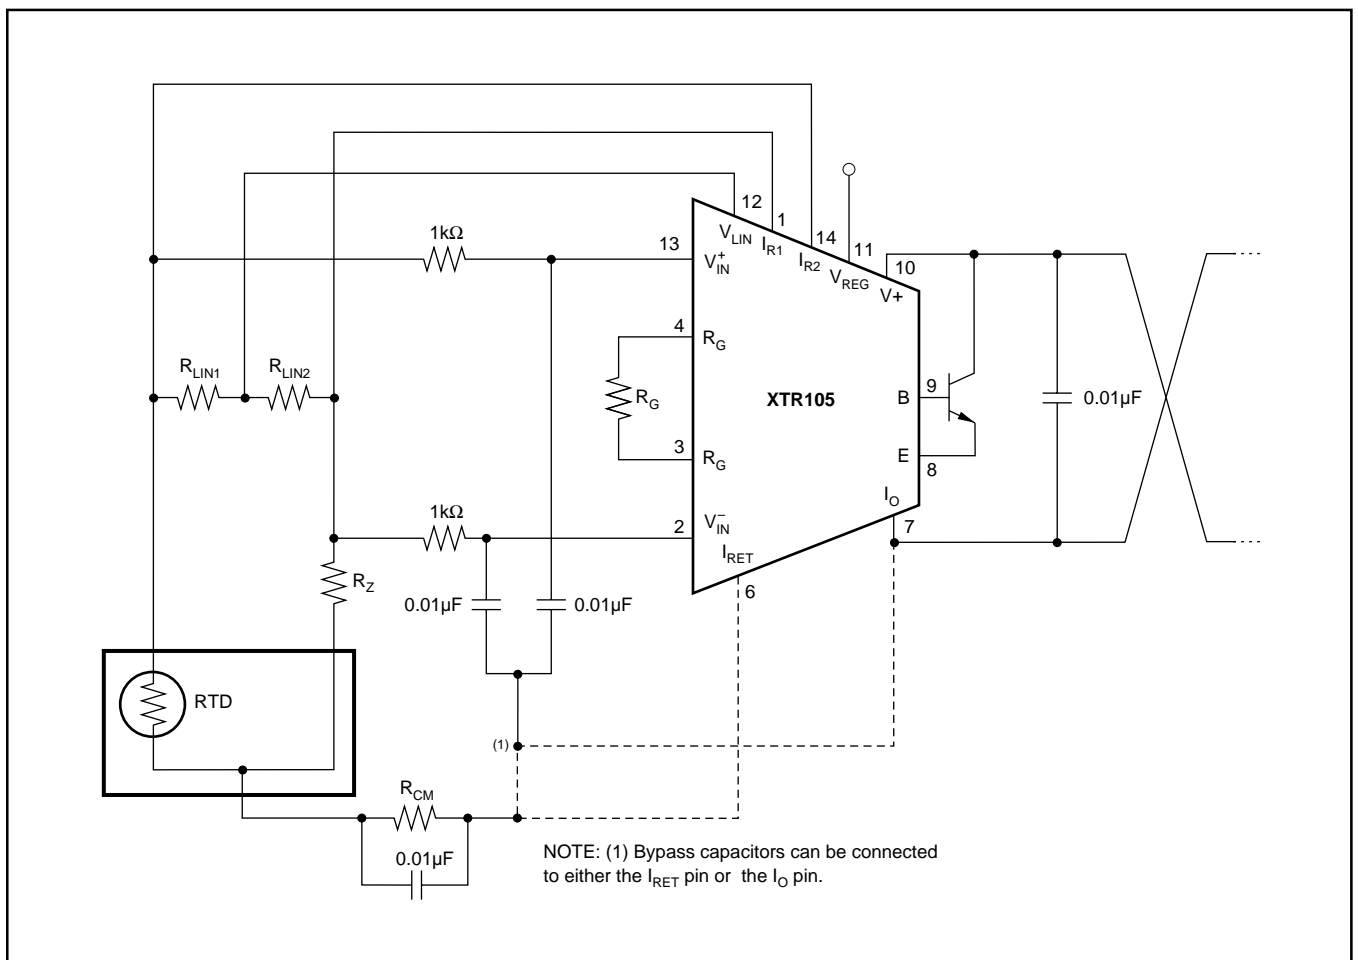 12
1
14
11
10
1kΩ
13
V_LIN
I_R1
I_R2
V_REG
V+
V_IN^+
4
R_G
R_LIN1
R_LIN2
R_G
XTR105
B
9
0.01µF
3
R_G
E
8
I_O
7
1kΩ
2
V_IN^–
I_RET
6
R_Z
0.01µF
0.01µF
RTD
(1)
R_CM
0.01µF
NOTE: (1) Bypass capacitors can be connected
to either the I_RET pin or the I_O pin.